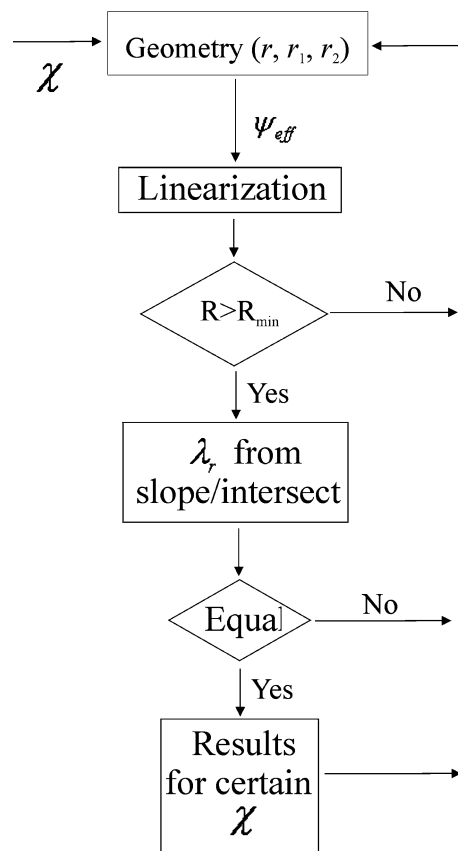 Geometry (r, r₁, r₂)
χ
ψ_eff
Linearization
R>R_min
No
Yes
λ_r from
slope/intersect
Equal
No
Yes
Results
for certain
χ